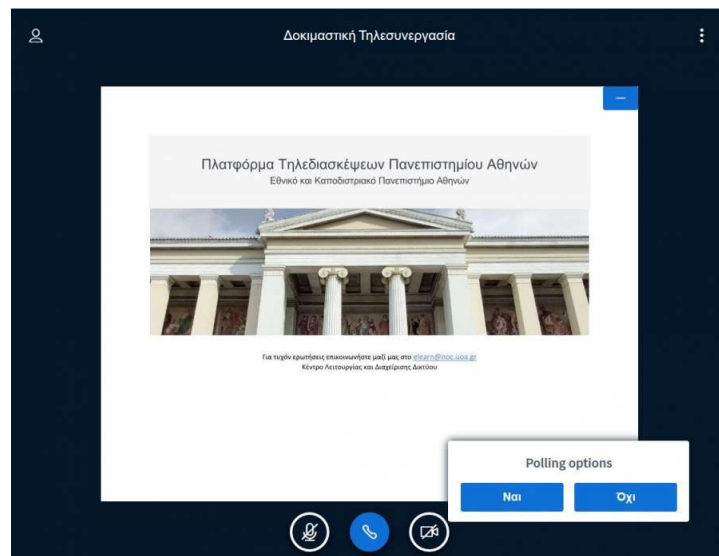 Δοκιμαστική Τηλεσυνεργασία
Πλατφόρμα Τηλεδιασκέψεων Πανεπιστημίου Αθηνών
Εθνικό και Καποδιστριακό Πανεπιστήμιο Αθηνών
Για τυχόν ερωτήσεις επικοινωνήστε μαζί μας στο elearn@noc.uoa.gr
Κέντρο Λειτουργίας και Διαχείρισης Δικτύου
Polling options
Ναι Όχι